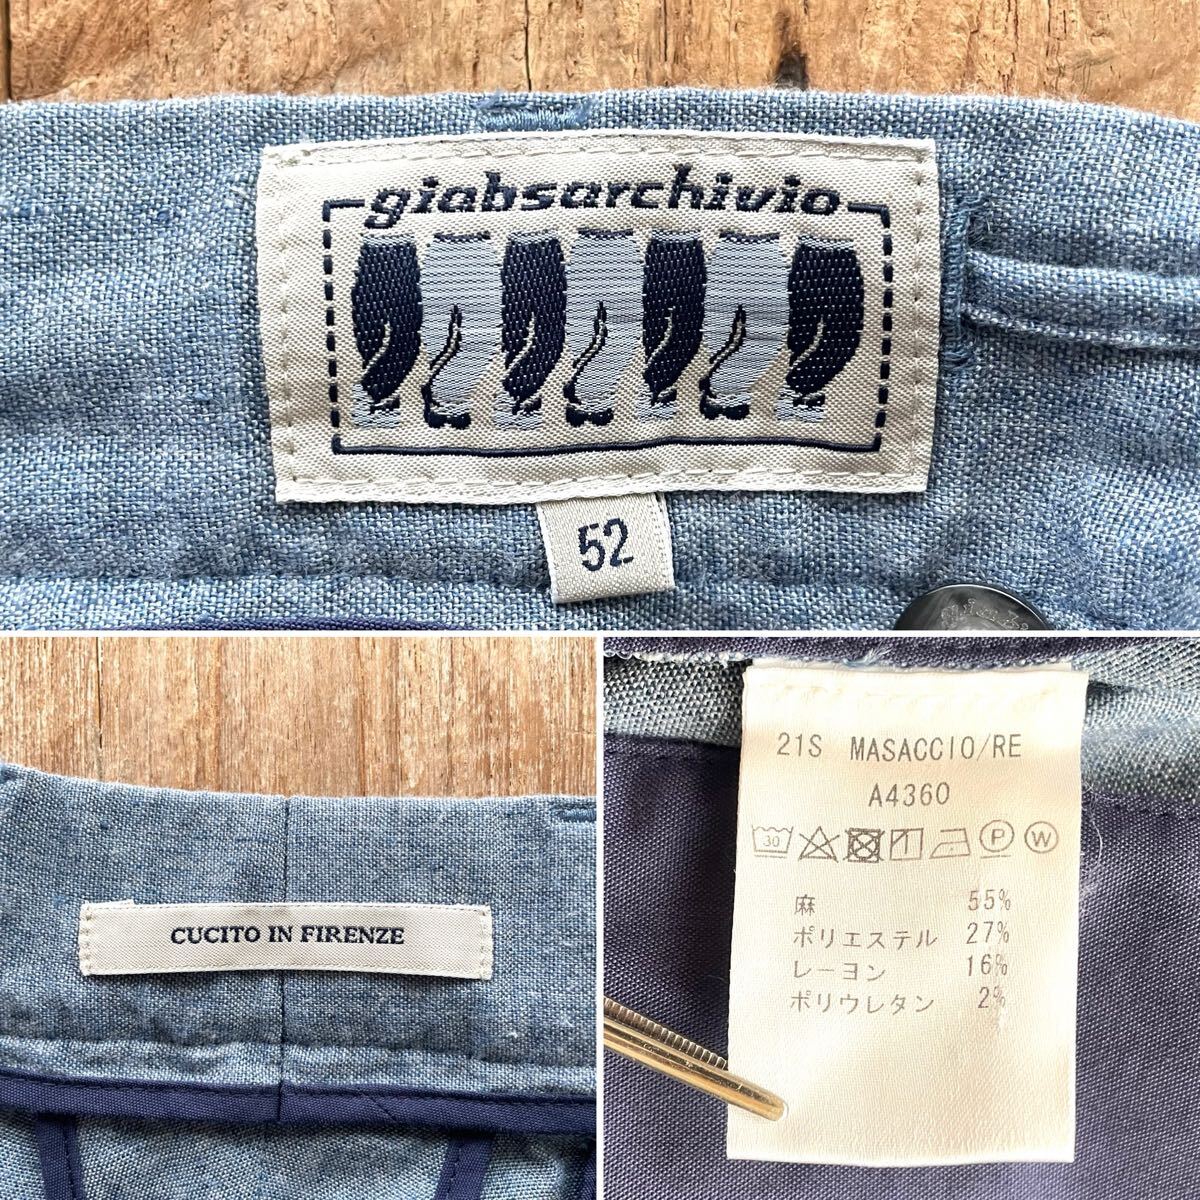 giabsarchivio
52
CUCITO IN FIRENZE
21S MASACCIO/RE
A4360
30 P W
麻 55%
ポリエステル 27%
レーヨン 16%
ポリウレタン 2%